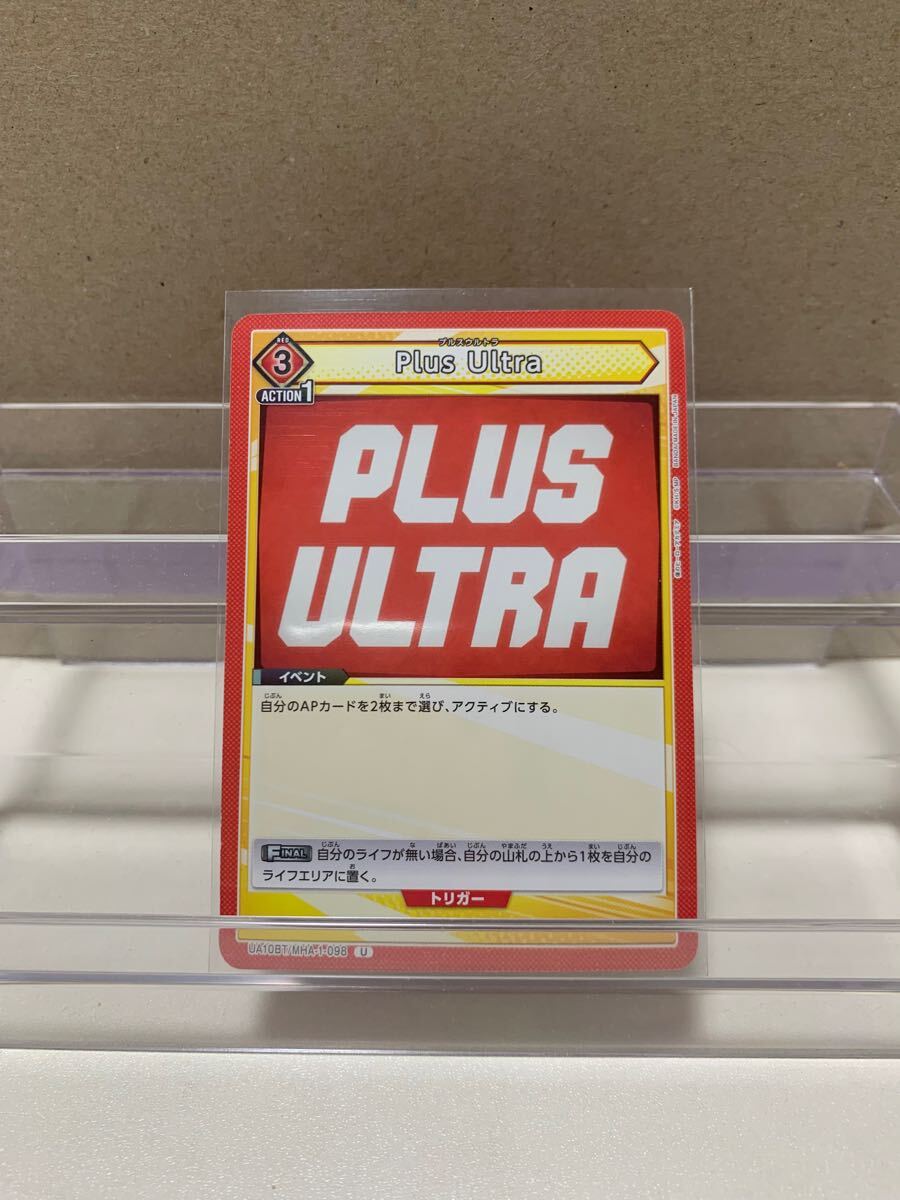 RED
3
ACTION 1
プルスウルトラ
Plus Ultra
PLUS
ULTRA
イベント
自分のAPカードを2枚まで選び、アクティブにする。
FINAL 自分のライフが無い場合、自分の山札の上から1枚を自分の
ライフエリアに置く。
トリガー
UA10BT/MHA-1-098 U